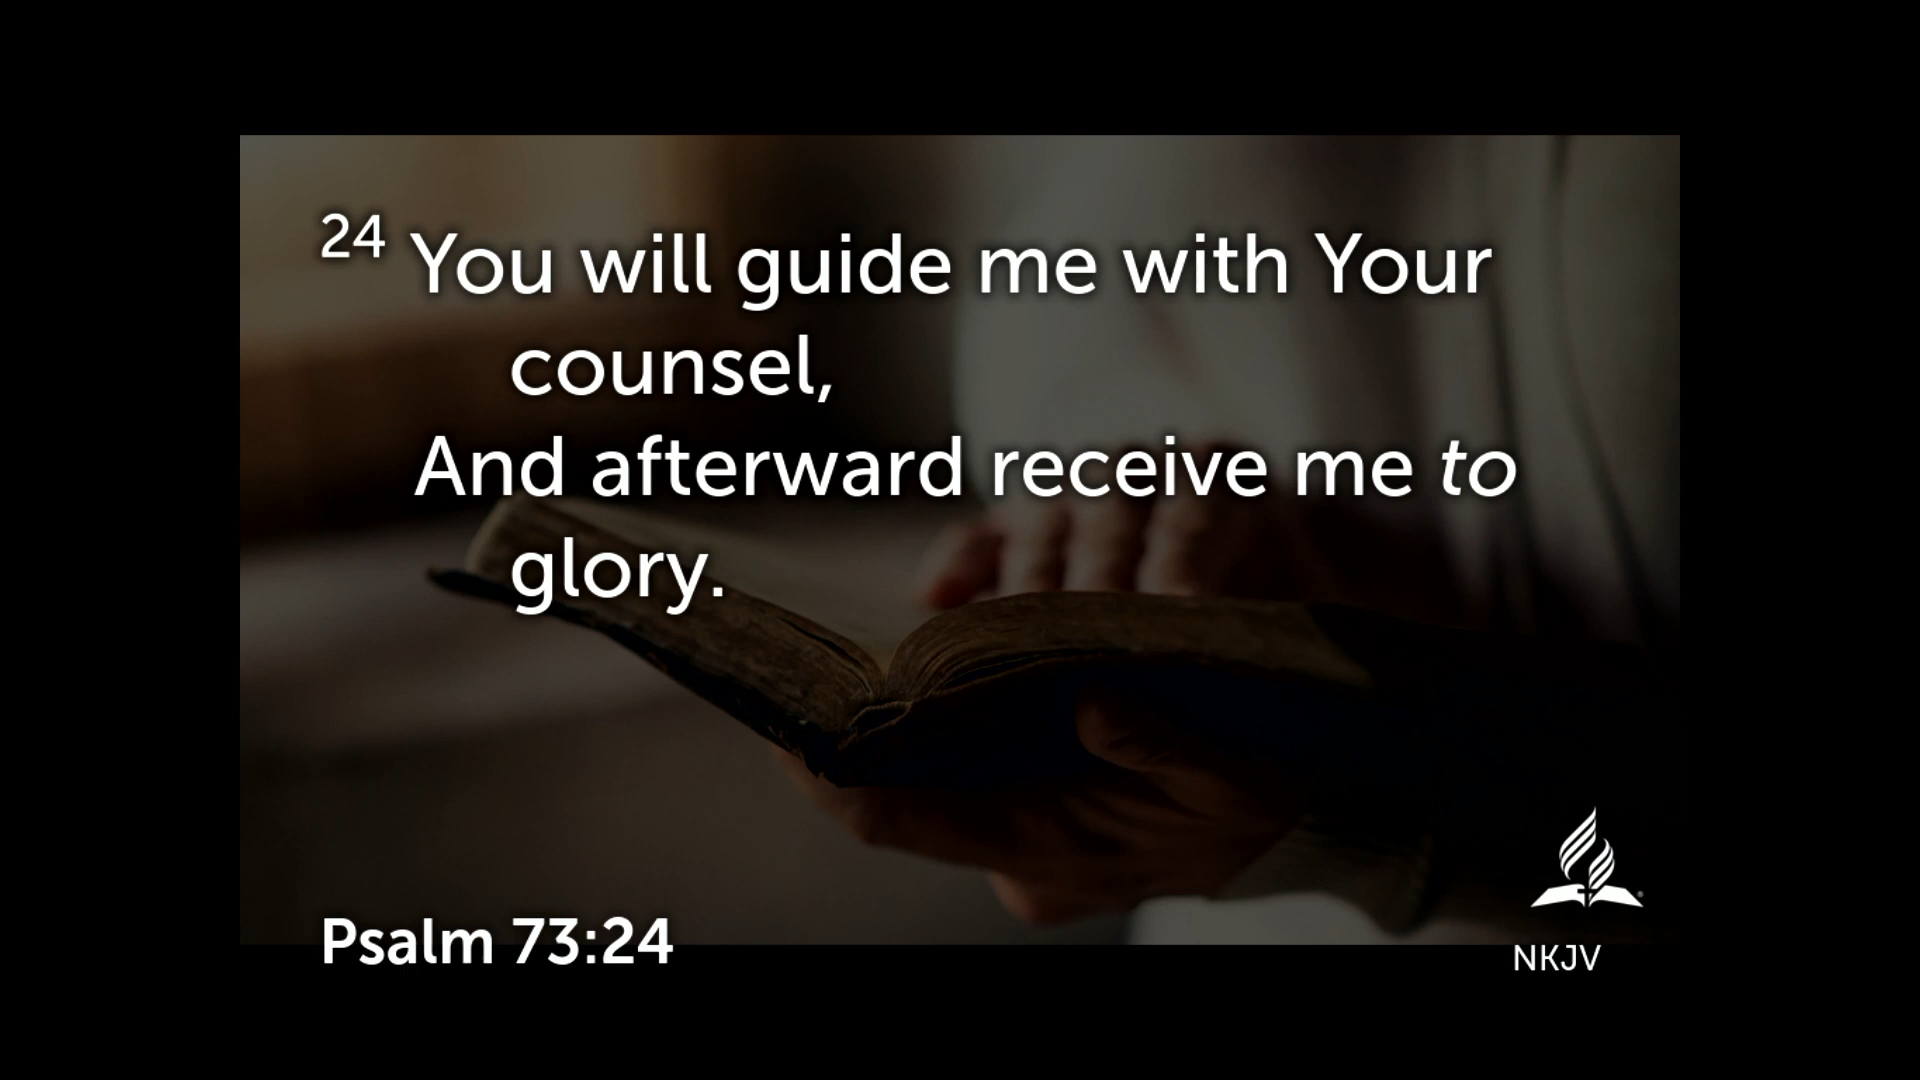 24 You will guide me with Your
counsel,
And afterward receive me to
glory.
Psalm 73:24
NKJV